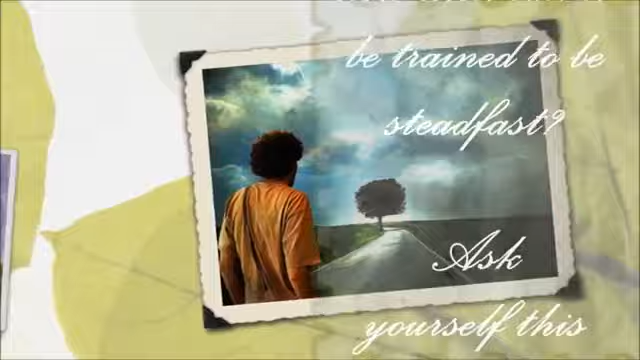 be trained to be
steadfast?
Ask
yourself this